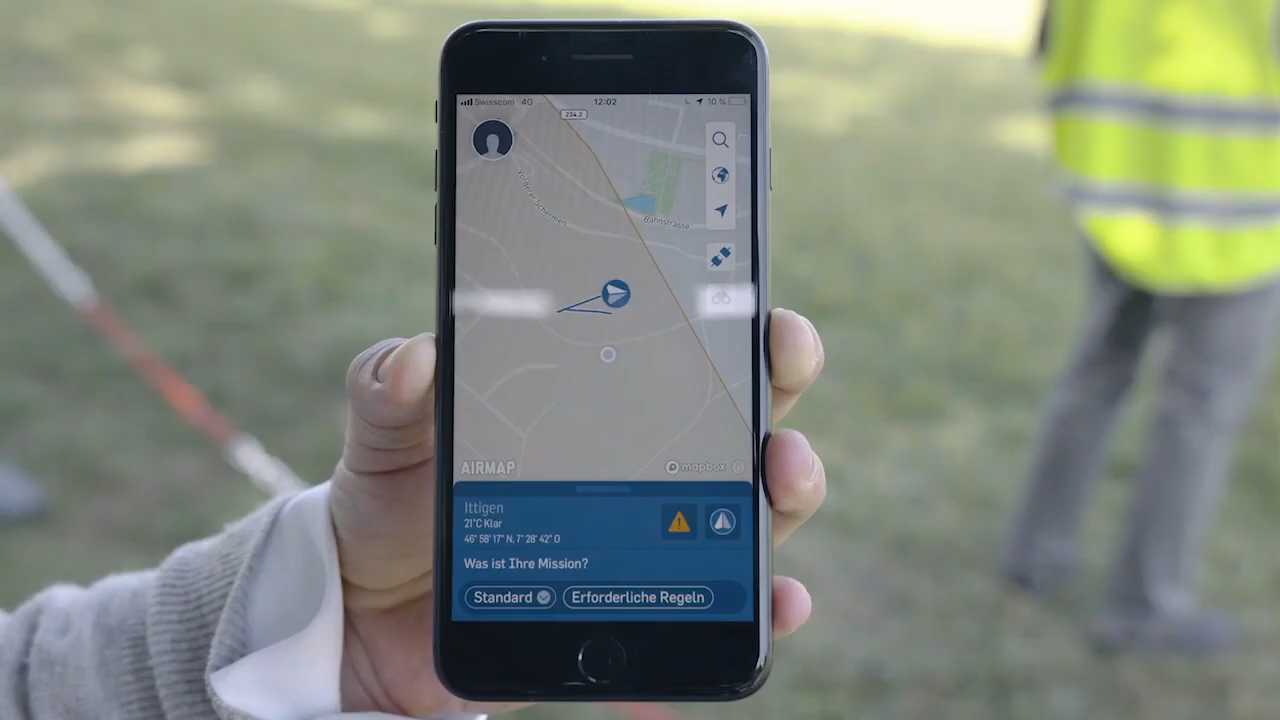 Swisscom 4G 12:02 10 %
234.2
Vorderer Schermen
Bahnstrasse
AIRMAP
mapbox
Ittigen
21°C Klar
46° 58' 17" N, 7° 28' 42" O
Was ist Ihre Mission?
Standard Erforderliche Regeln